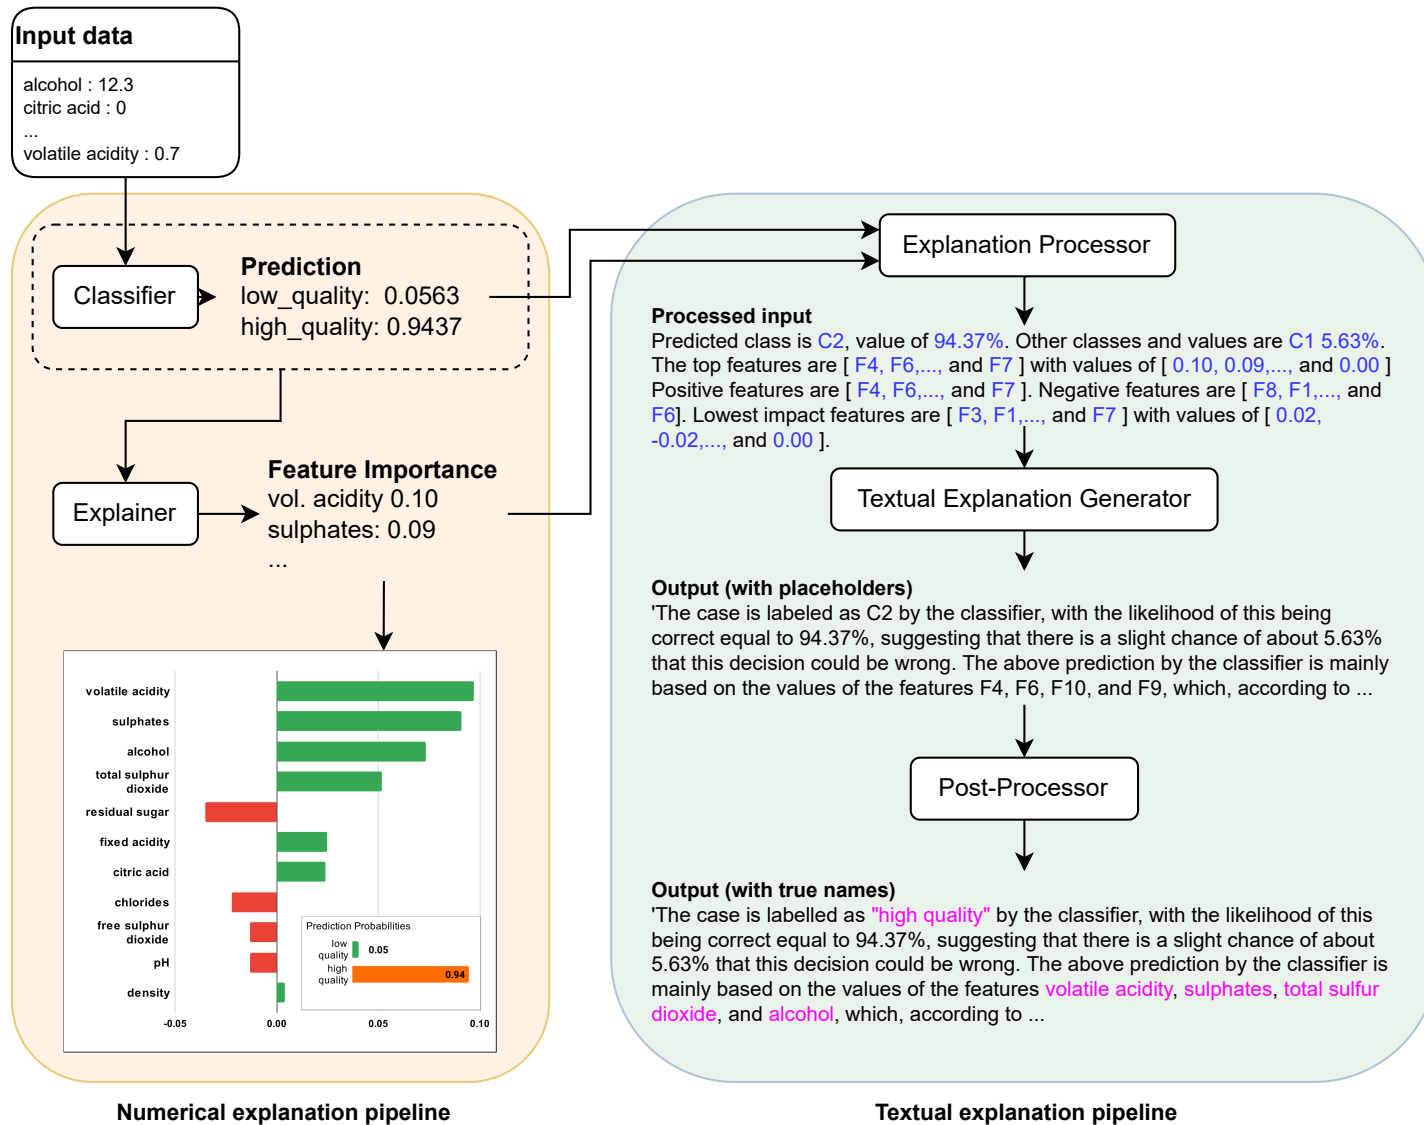 Input data
alcohol : 12.3
citric acid : 0
...
volatile acidity : 0.7
Classifier
Prediction
low_quality: 0.0563
high_quality: 0.9437
Explainer
Feature Importance
vol. acidity 0.10
sulphates: 0.09
...
volatile acidity
sulphates
alcohol
total sulphur
dioxide
residual sugar
fixed acidity
citric acid
chlorides
free sulphur
dioxide
pH
density
-0.05 0.00 0.05 0.10
Prediction Probabilities
low
quality
0.05
high
quality
0.94
Numerical explanation pipeline
Explanation Processor
Processed input
Predicted class is C2, value of 94.37%. Other classes and values are C1 5.63%.
The top features are [ F4, F6,..., and F7 ] with values of [ 0.10, 0.09,..., and 0.00 ]
Positive features are [ F4, F6,..., and F7 ]. Negative features are [ F8, F1,..., and
F6]. Lowest impact features are [ F3, F1,..., and F7 ] with values of [ 0.02,
-0.02,..., and 0.00 ].
Textual Explanation Generator
Output (with placeholders)
'The case is labeled as C2 by the classifier, with the likelihood of this being
correct equal to 94.37%, suggesting that there is a slight chance of about 5.63%
that this decision could be wrong. The above prediction by the classifier is mainly
based on the values of the features F4, F6, F10, and F9, which, according to ...
Post-Processor
Output (with true names)
'The case is labelled as "high quality" by the classifier, with the likelihood of this
being correct equal to 94.37%, suggesting that there is a slight chance of about
5.63% that this decision could be wrong. The above prediction by the classifier is
mainly based on the values of the features volatile acidity, sulphates, total sulfur
dioxide, and alcohol, which, according to ...
Textual explanation pipeline